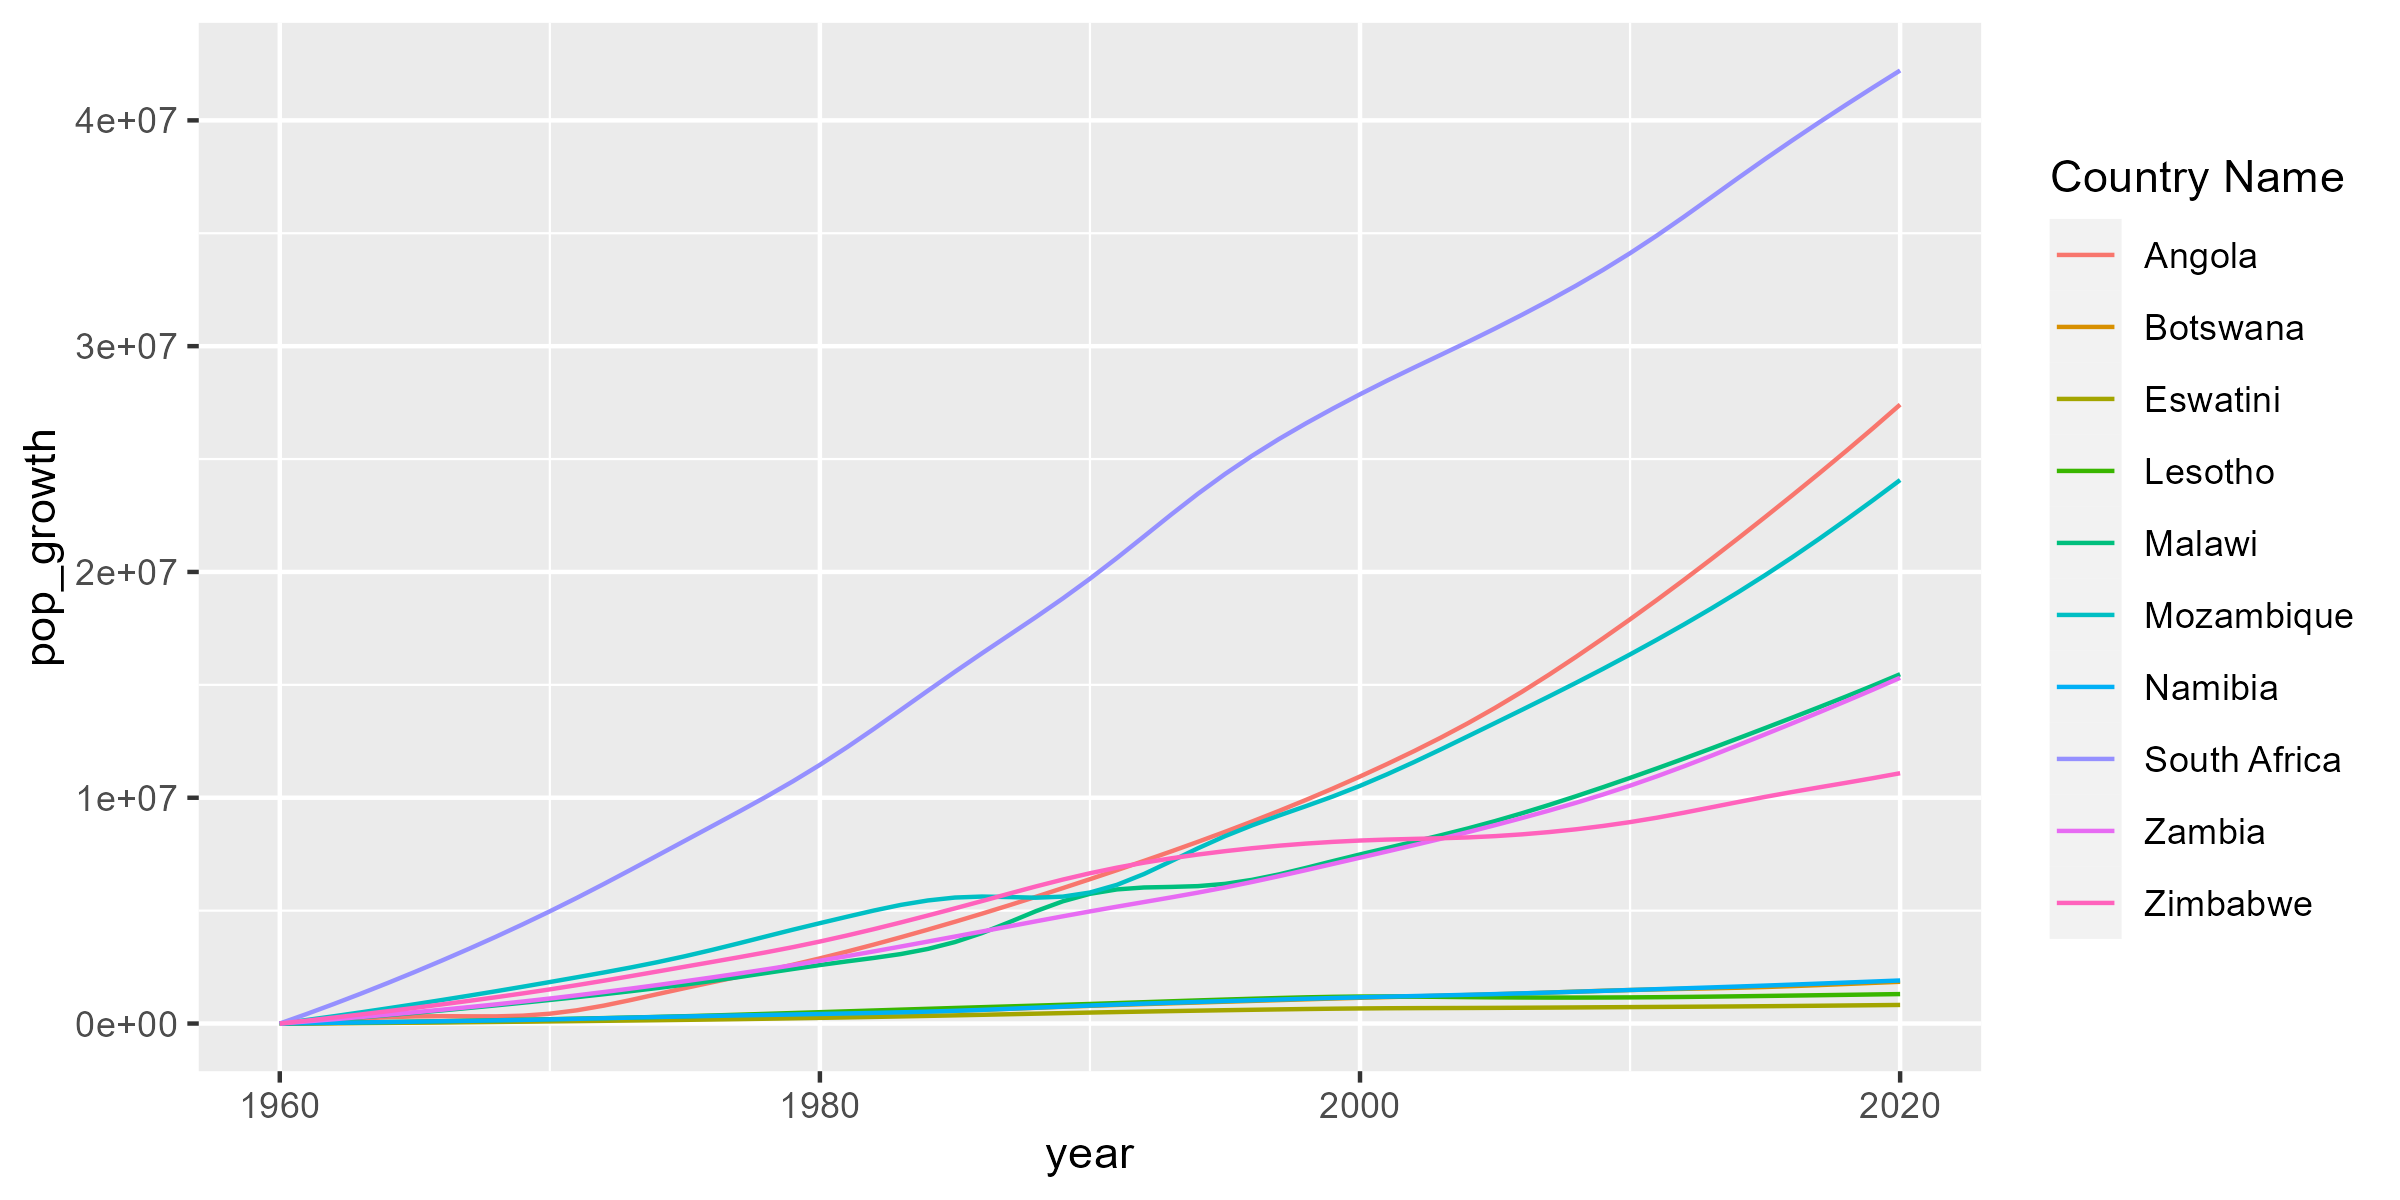 pop_growth
4e+07
3e+07
2e+07
1e+07
0e+00
1960 1980 2000 2020
year
Country Name
Angola
Botswana
Eswatini
Lesotho
Malawi
Mozambique
Namibia
South Africa
Zambia
Zimbabwe